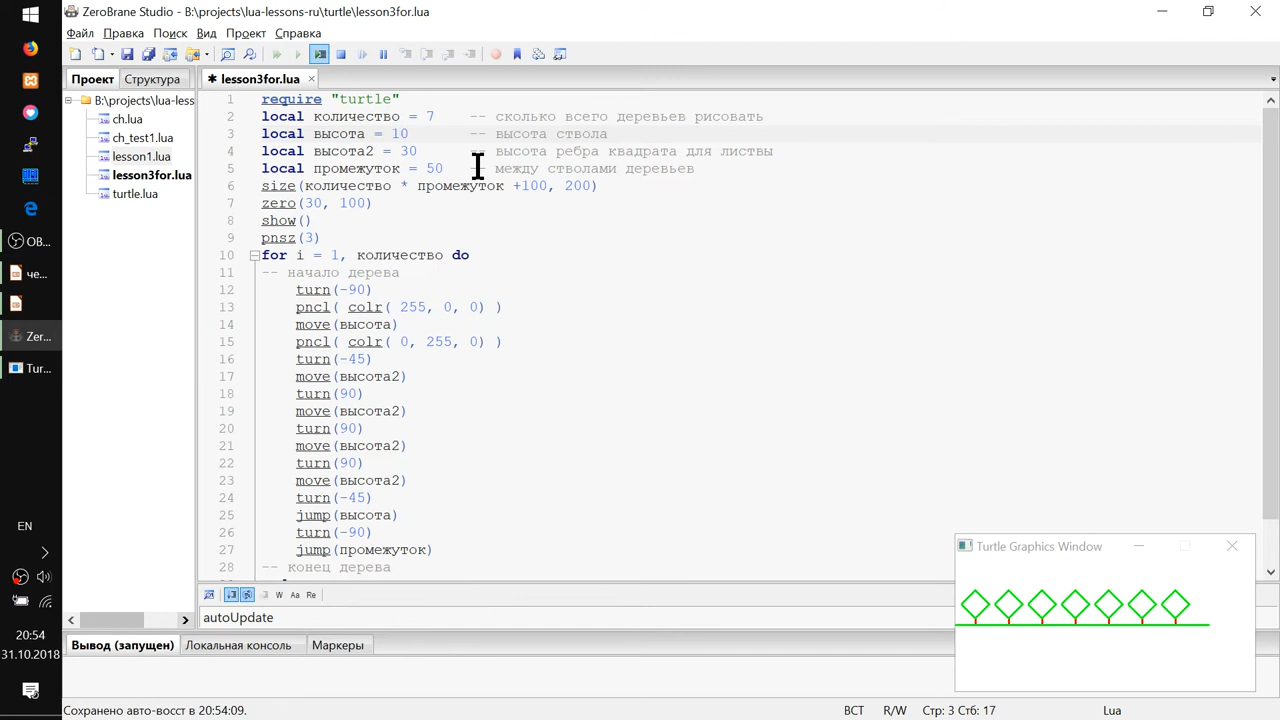 ZeroBrane Studio - B:\projects\lua-lessons-ru\turtle\lesson3for.lua
Файл Правка Поиск Вид Проект Справка
Проект Структура
✱ lesson3for.lua
B:\projects\lua-less
ch.lua
ch_test1.lua
lesson1.lua
lesson3for.lua
turtle.lua
1 require "turtle"
2 local количество = 7 -- сколько всего деревьев рисовать
3 local высота = 10 -- высота ствола
4 local высота2 = 30 -- высота ребра квадрата для листвы
5 local промежуток = 50 -- между стволами деревьев
6 size(количество * промежуток +100, 200)
7 zero(30, 100)
8 show()
9 pnsz(3)
10 for i = 1, количество do
11 -- начало дерева
12 turn(-90)
13 pncl( colr( 255, 0, 0) )
14 move(высота)
15 pncl( colr( 0, 255, 0) )
16 turn(-45)
17 move(высота2)
18 turn(90)
19 move(высота2)
20 turn(90)
21 move(высота2)
22 turn(90)
23 move(высота2)
24 turn(-45)
25 jump(высота)
26 turn(-90)
27 jump(промежуток)
28 -- конец дерева
OB...
че...
Zer...
Tur...
EN
20:54
31.10.2018
Turtle Graphics Window
W Aa Re
autoUpdate
Вывод (запущен) Локальная консоль Маркеры
Сохранено авто-восст в 20:54:09. ВСТ R/W Стр: 3 Стб: 17 Lua